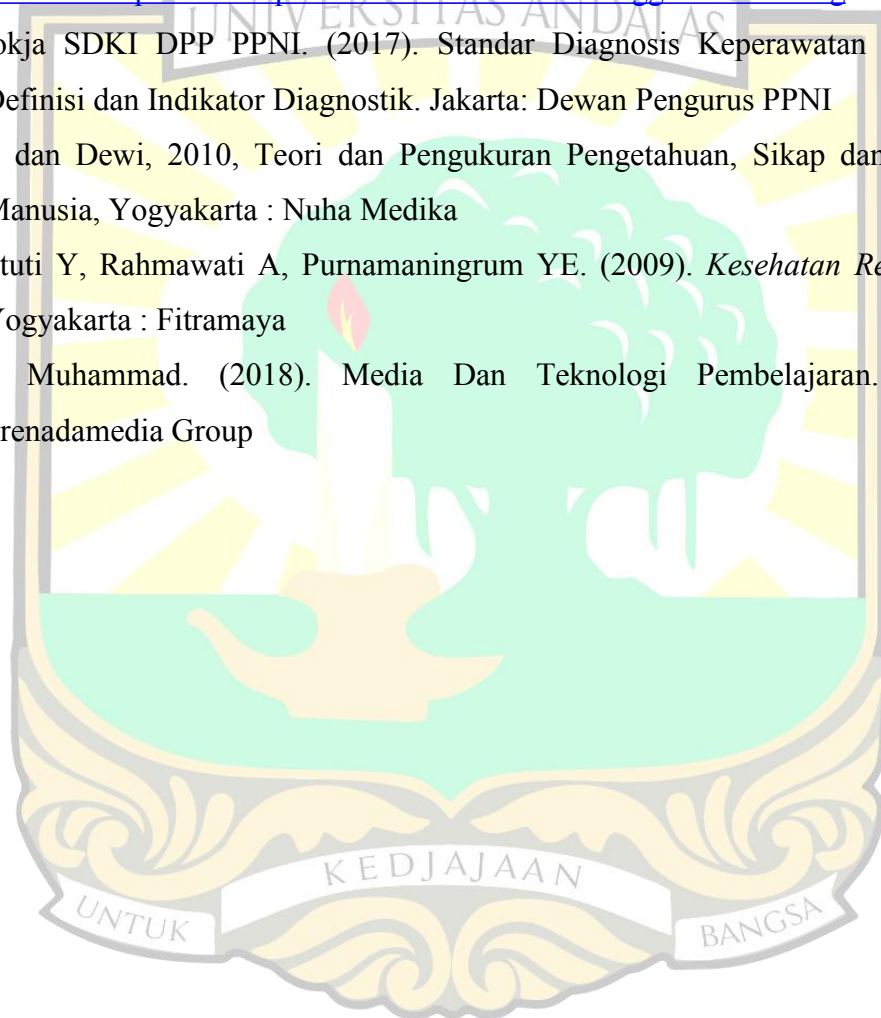 UNIVERSITAS ANDALAS
okja SDKI DPP PPNI. (2017). Standar Diagnosis Keperawatan
Definisi dan Indikator Diagnostik. Jakarta: Dewan Pengurus PPNI
dan Dewi, 2010, Teori dan Pengukuran Pengetahuan, Sikap dan
Manusia, Yogyakarta : Nuha Medika
tuti Y, Rahmawati A, Purnamaningrum YE. (2009). Kesehatan Re
Yogyakarta : Fitramaya
Muhammad. (2018). Media Dan Teknologi Pembelajaran.
renadamedia Group
KEDJAJAAN
UNTUK
BANGSA